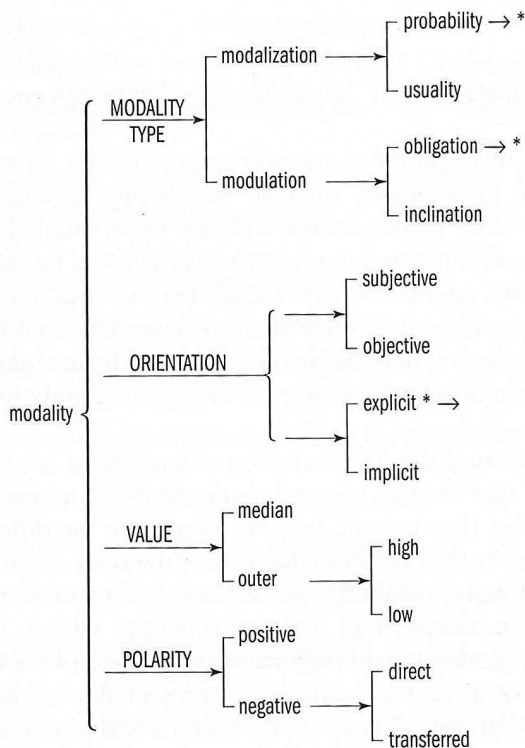 probability → *
modalization
usuality
MODALITY
TYPE
obligation → *
modulation
inclination
subjective
objective
ORIENTATION
modality
explicit * →
implicit
median
VALUE
high
outer
low
positive
POLARITY
direct
negative
transferred